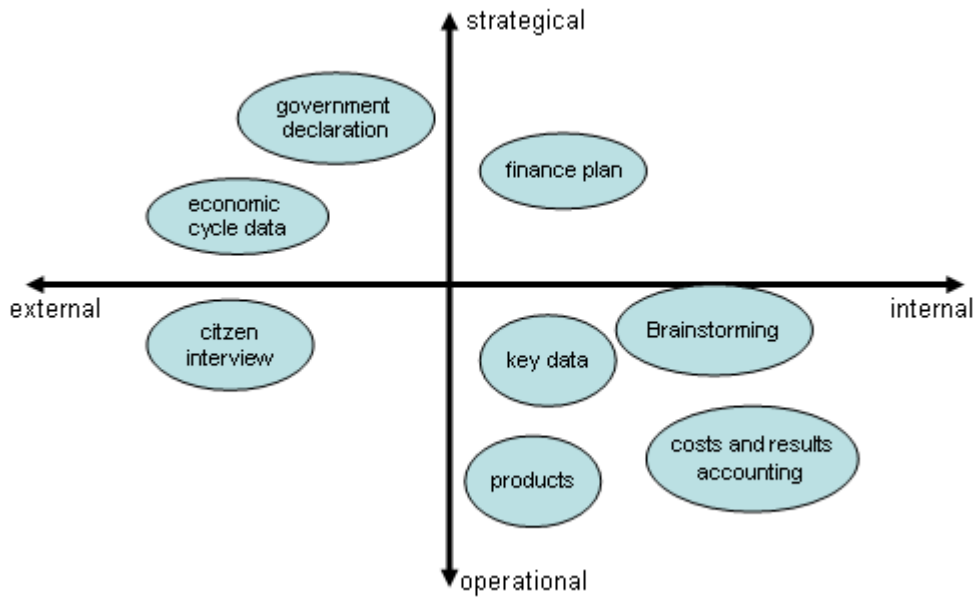 strategical
government
declaration
finance plan
economic
cycle data
external
internal
citzen
interview
Brainstorming
key data
costs and results
accounting
products
operational